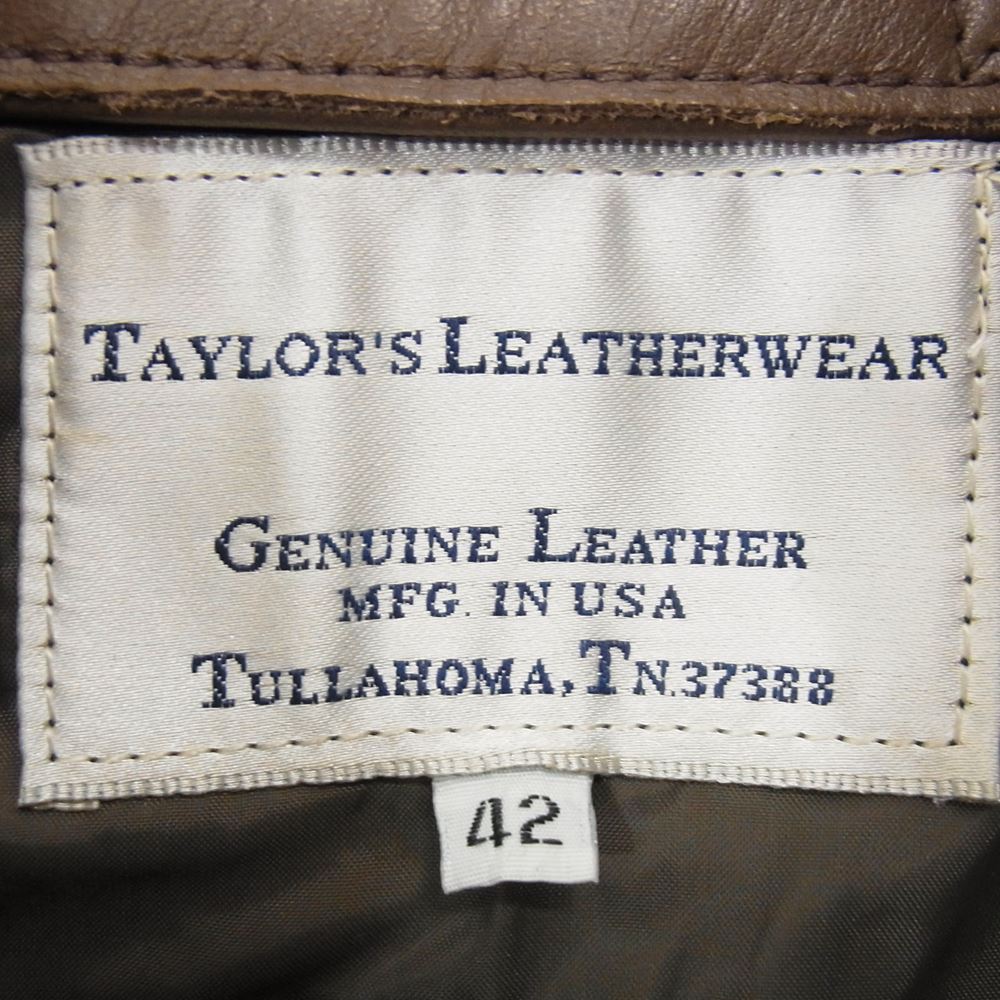 TAYLOR'S LEATHERWEAR
GENUINE LEATHER
MFG. IN USA
TULLAHOMA, TN.37388
42